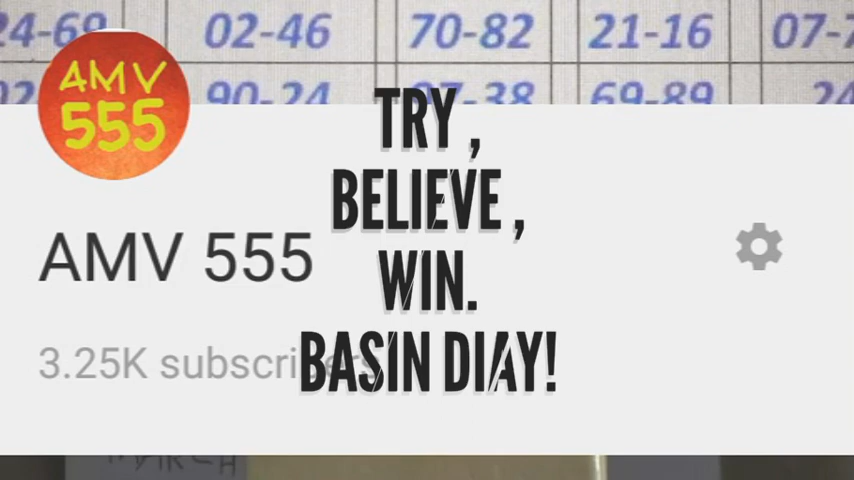 02-46 70-82 21-16
90-24 69-89
AMV
555
TRY ,
BELIEVE ,
WIN.
BASIN DIAY!
AMV 555
3.25K subscribers